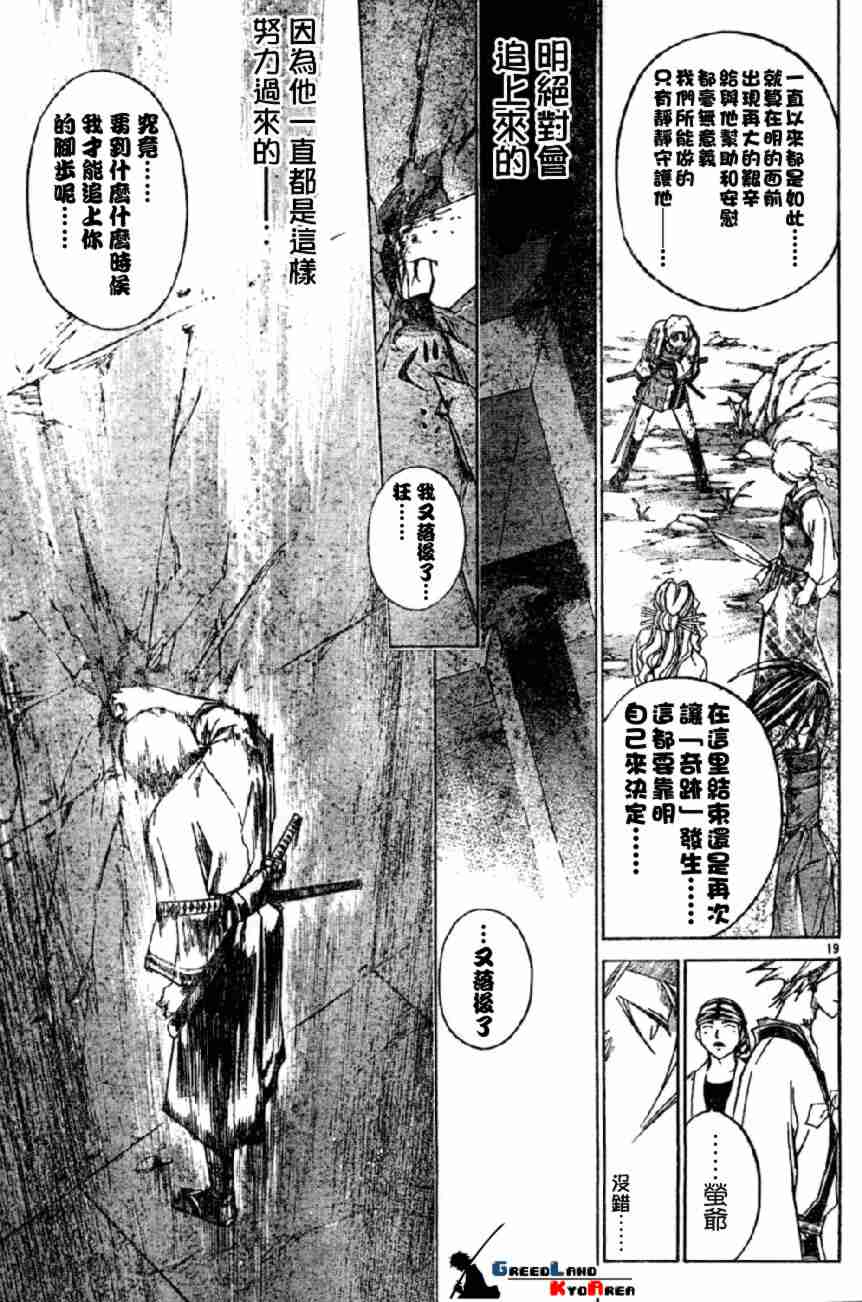 一直以來都是如此……
就算在明的面前
出現再大的艱辛
給與他幫助和安慰
都毫無意義
我們所能做的
只有靜靜守護他——…
在這里結束還是再次
讓「奇跡」發生……
這都要靠明
自己來決定……
19
……螢爺
沒錯……
明絕對會
追上來的
我又落後了…
狂……
…又落後了
因為他一直都是這樣
努力過來的——…
究竟……
要到什麼什麼時候
我才能追上你
的腳步呢……
GREEDLAND
KYOAREA